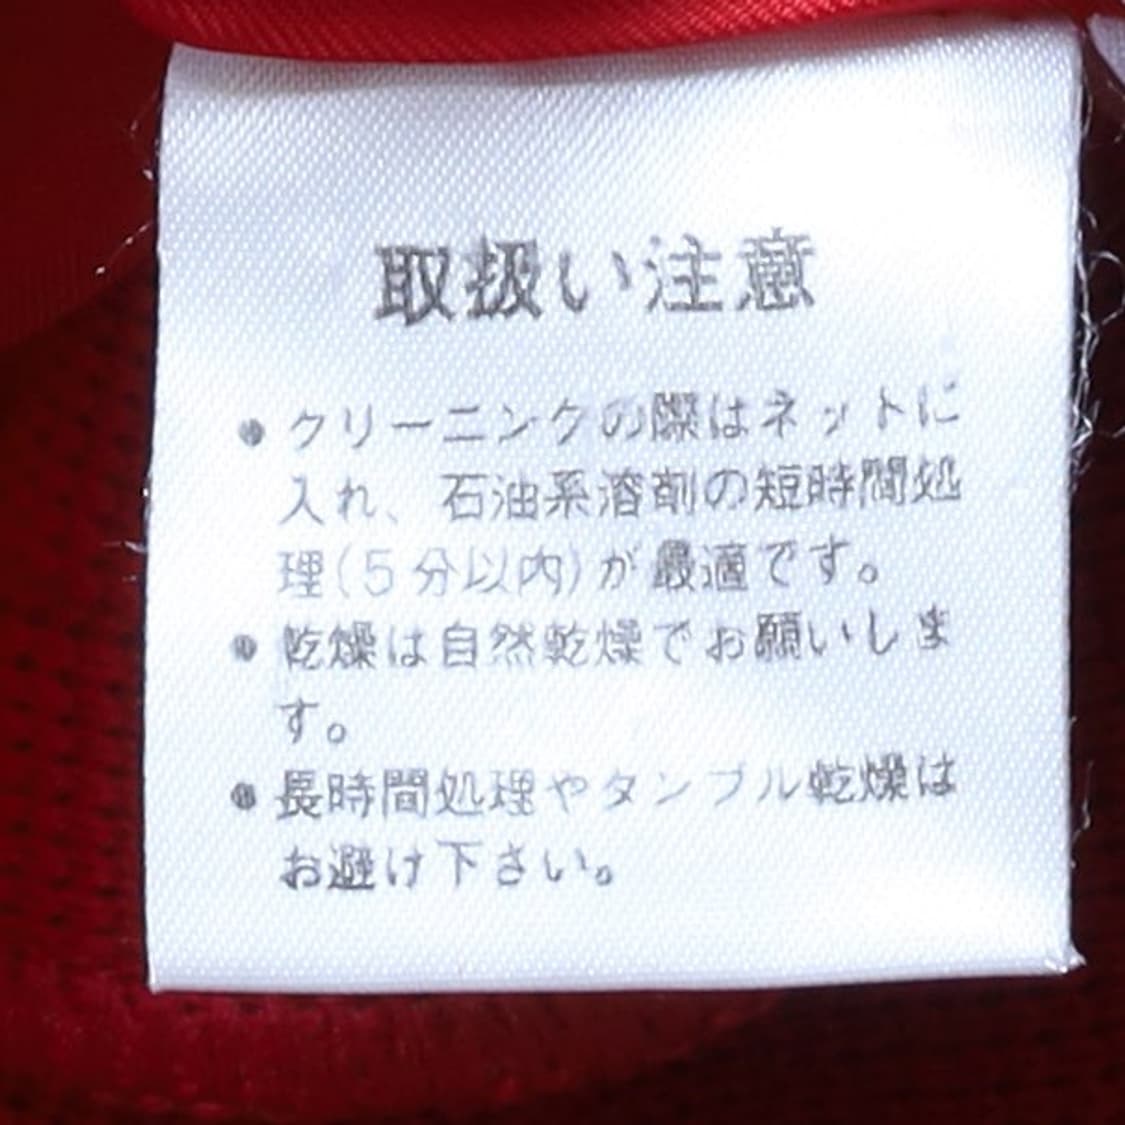 取扱い注意
● クリーニングの際はネットに
入れ、石油系溶剤の短時間処
理(5分以内)が最適です。
● 乾燥は自然乾燥でお願いしま
す。
● 長時間処理やタンブル乾燥は
お避け下さい。